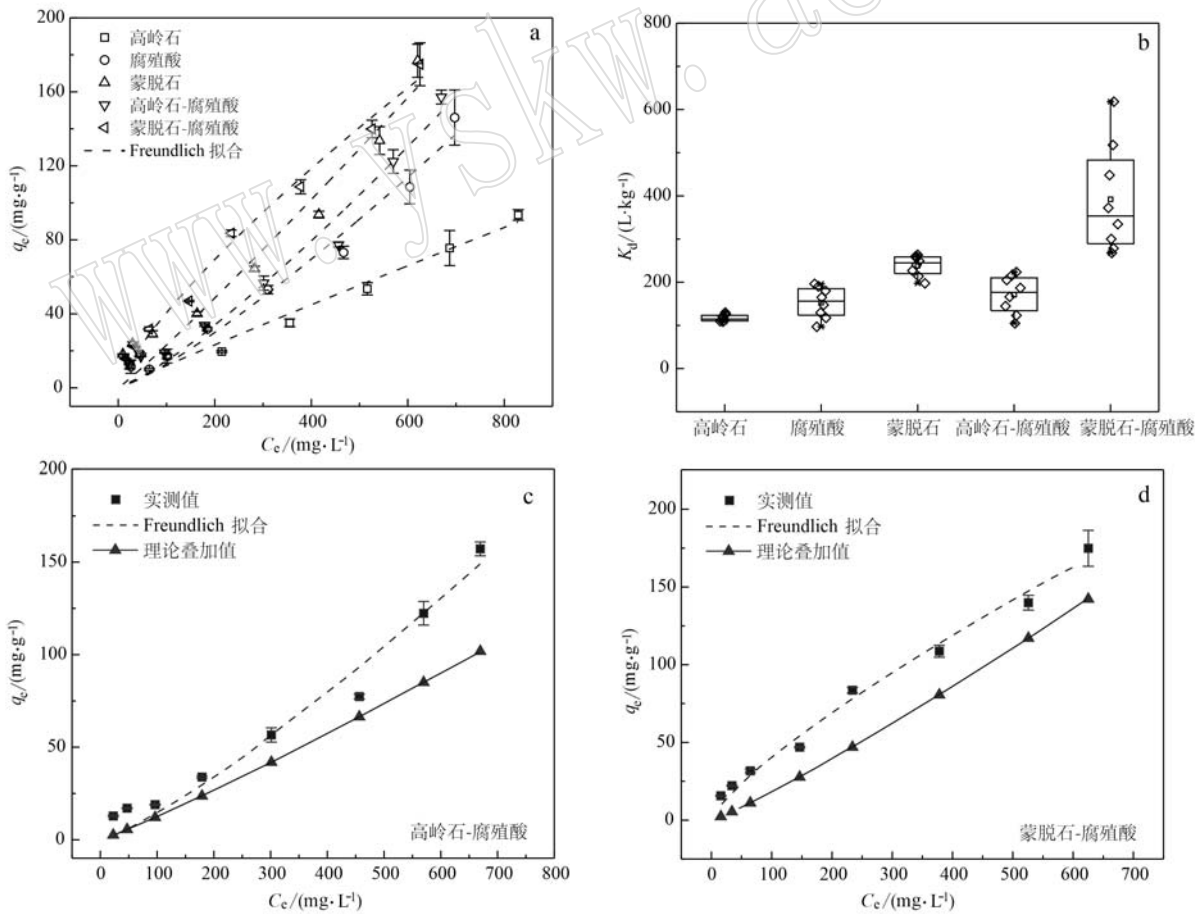 a
200
160
120
80
40
0
qe/(mg·g-1)
高岭石
腐殖酸
蒙脱石
高岭石-腐殖酸
蒙脱石-腐殖酸
Freundlich 拟合
0 200 400 600 800
Ce/(mg·L-1)
b
800
600
400
200
0
Kd/(L·kg-1)
高岭石 腐殖酸 蒙脱石 高岭石-腐殖酸 蒙脱石-腐殖酸
c
200
150
100
50
0
qe/(mg·g-1)
实测值
Freundlich 拟合
理论叠加值
高岭石-腐殖酸
0 100 200 300 400 500 600 700 800
Ce/(mg·L-1)
d
200
150
100
50
0
qe/(mg·g-1)
实测值
Freundlich 拟合
理论叠加值
蒙脱石-腐殖酸
0 100 200 300 400 500 600 700
Ce/(mg·L-1)
www.yskw.ac